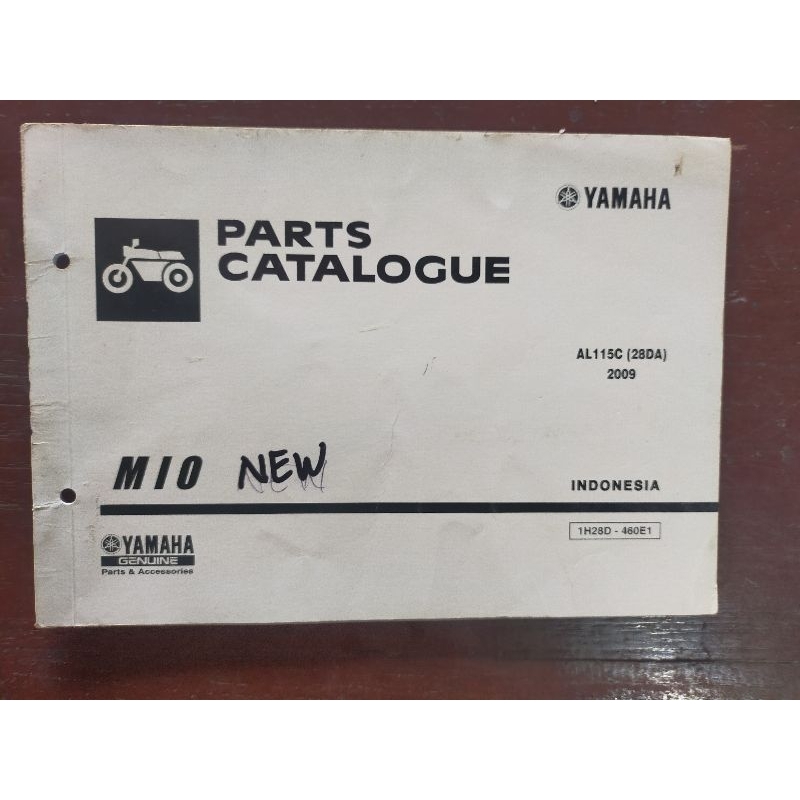 YAMAHA
PARTS
CATALOGUE
AL115C (28DA)
2009
MIO NEW
INDONESIA
1H28D - 460E1
YAMAHA
GENUINE
Parts & Accessories